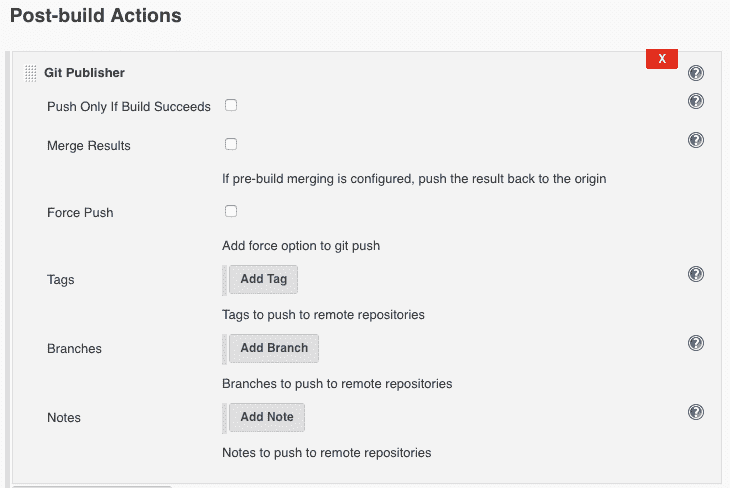 Post-build Actions
X
Git Publisher
?
Push Only If Build Succeeds
?
Merge Results
?
If pre-build merging is configured, push the result back to the origin
Force Push
Add force option to git push
Tags
Add Tag
?
Tags to push to remote repositories
Branches
Add Branch
?
Branches to push to remote repositories
Notes
Add Note
?
Notes to push to remote repositories